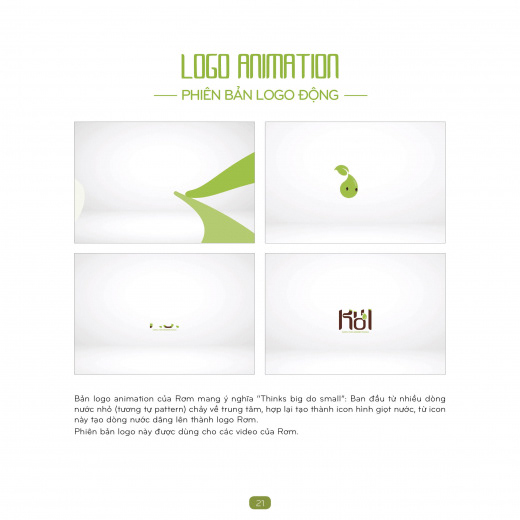 LOGO ANIMATION
PHIÊN BẢN LOGO ĐỘNG
Bản logo animation của Rơm mang ý nghĩa “Thinks big do small”: Ban đầu từ nhiều dòng
nước nhỏ (tương tự pattern) chảy về trung tâm, hợp lại tạo thành icon hình giọt nước, từ icon
này tạo dòng nước dâng lên thành logo Rơm.
Phiên bản logo này được dùng cho các video của Rơm.
21